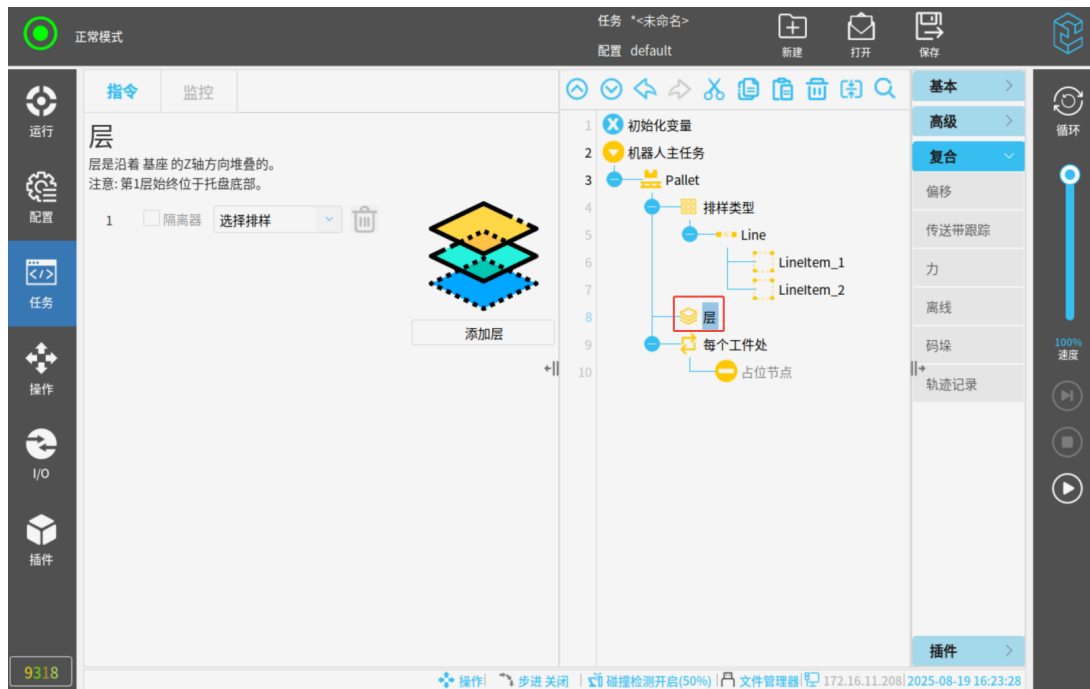 正常模式
任务 *<未命名>
配置 default
新建
打开
保存
运行
配置
任务
操作
I/O
插件
9318
指令
监控
层
层是沿着 基座 的Z轴方向堆叠的。
注意: 第1层始终位于托盘底部。
1 隔离器 选择排样
添加层
1 初始化变量
2 机器人主任务
3 Pallet
4 排样类型
5 Line
6 LineItem_1
7 LineItem_2
8 层
9 每个工件处
10 占位节点
基本
高级
复合
偏移
传送带跟踪
力
离线
码垛
轨迹记录
插件
循环
100%
速度
操作 步进 关闭 碰撞检测开启(50%) 文件管理器 172.16.11.208 2025-08-19 16:23:28